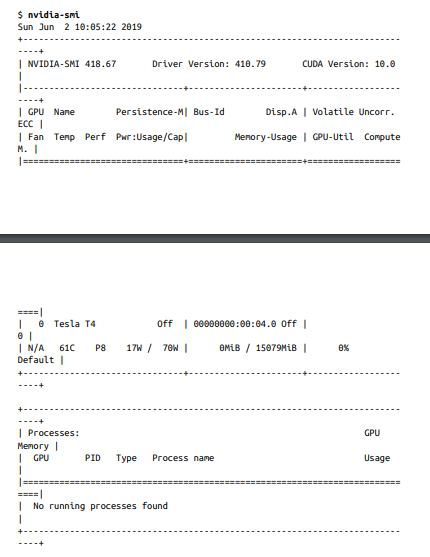 $ nvidia-smi
Sun Jun  2 10:05:22 2019
+-------------------------------------------------------------------------
----+
| NVIDIA-SMI 418.67       Driver Version: 410.79       CUDA Version: 10.0
|
|-------------------------------+----------------------+------------------
----+
| GPU  Name        Persistence-M| Bus-Id        Disp.A | Volatile Uncorr.
ECC |
| Fan  Temp  Perf  Pwr:Usage/Cap|         Memory-Usage | GPU-Util  Compute
M. |
|===============================+======================+==================
====|
|   0  Tesla T4            Off  | 00000000:00:04.0 Off |
0 |
| N/A   61C    P8    17W /  70W |      0MiB / 15079MiB |      0%
Default |
+-------------------------------+----------------------+------------------
----+
+-------------------------------------------------------------------------
----+
| Processes:                                                       GPU
Memory |
|  GPU       PID   Type   Process name                             Usage
|
|=========================================================================
====|
|  No running processes found
|
+-------------------------------------------------------------------------
----+